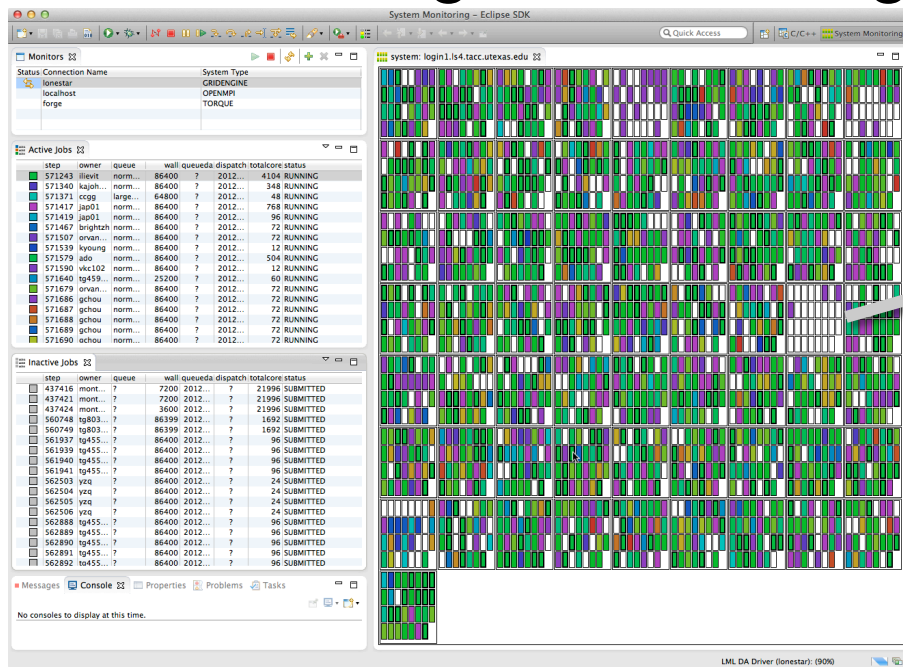 System Monitoring – Eclipse SDK
Quick Access
C/C++
System Monitoring
Monitors
Status Connection Name System Type
lonestar GRIDENGINE
localhost OPENMPI
forge TORQUE
Active Jobs
step owner queue wall queueda dispatch totalcore status
571243 ilievit norm... 86400 ? 2012... 4104 RUNNING
571340 kajoh... norm... 86400 ? 2012... 348 RUNNING
571371 ccgg large... 64800 ? 2012... 48 RUNNING
571417 jap01 norm... 86400 ? 2012... 768 RUNNING
571419 jap01 norm... 86400 ? 2012... 96 RUNNING
571467 brightzh norm... 86400 ? 2012... 72 RUNNING
571507 orvan... norm... 86400 ? 2012... 72 RUNNING
571539 kyoung norm... 86400 ? 2012... 12 RUNNING
571579 ado norm... 86400 ? 2012... 504 RUNNING
571590 vkc102 norm... 86400 ? 2012... 12 RUNNING
571640 tg459... norm... 25200 ? 2012... 60 RUNNING
571679 orvan... norm... 86400 ? 2012... 72 RUNNING
571686 gchou norm... 86400 ? 2012... 72 RUNNING
571687 gchou norm... 86400 ? 2012... 72 RUNNING
571688 gchou norm... 86400 ? 2012... 72 RUNNING
571689 gchou norm... 86400 ? 2012... 72 RUNNING
571690 gchou norm... 86400 ? 2012... 72 RUNNING
Inactive Jobs
step owner queue wall queueda dispatch totalcore status
437416 mont... ? 7200 2012... ? 21996 SUBMITTED
437421 mont... ? 7200 2012... ? 21996 SUBMITTED
437424 mont... ? 3600 2012... ? 21996 SUBMITTED
560748 tg803... ? 86399 2012... ? 1692 SUBMITTED
560749 tg803... ? 86399 2012... ? 1692 SUBMITTED
561937 tg455... ? 86400 2012... ? 96 SUBMITTED
561939 tg455... ? 86400 2012... ? 96 SUBMITTED
561940 tg455... ? 86400 2012... ? 96 SUBMITTED
561941 tg455... ? 86400 2012... ? 96 SUBMITTED
562503 yzq ? 86400 2012... ? 24 SUBMITTED
562504 yzq ? 86400 2012... ? 24 SUBMITTED
562505 yzq ? 86400 2012... ? 24 SUBMITTED
562506 yzq ? 86400 2012... ? 24 SUBMITTED
562888 tg455... ? 86400 2012... ? 96 SUBMITTED
562889 tg455... ? 86400 2012... ? 96 SUBMITTED
562890 tg455... ? 86400 2012... ? 96 SUBMITTED
562891 tg455... ? 86400 2012... ? 96 SUBMITTED
562892 tg455... ? 86400 2012... ? 96 SUBMITTED
Messages Console Properties Problems Tasks
No consoles to display at this time.
system: login1.ls4.tacc.utexas.edu
LML DA Driver (lonestar): (90%)